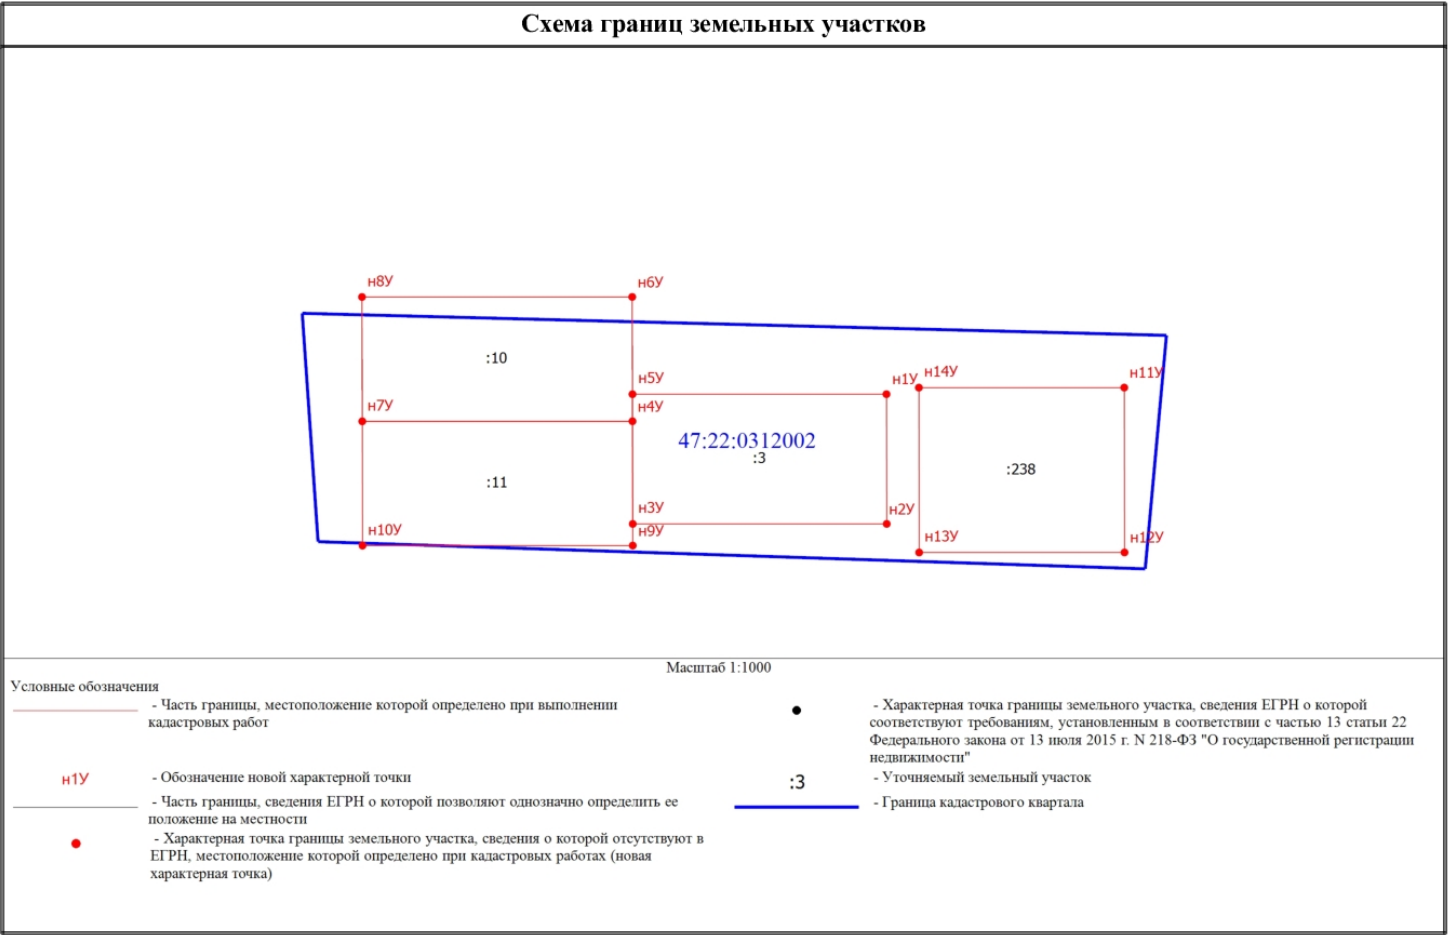 Схема границ земельных участков
н8У
н6У
:10
н5У
н1У
н14У
н11У
н7У
н4У
47:22:0312002
:3
:238
:11
н3У
н2У
н10У
н9У
н13У
н12У
Масштаб 1:1000
Условные обозначения
- Часть границы, местоположение которой определено при выполнении
кадастровых работ
н1У
- Обозначение новой характерной точки
- Часть границы, сведения ЕГРН о которой позволяют однозначно определить ее
положение на местности
- Характерная точка границы земельного участка, сведения о которой отсутствуют в
ЕГРН, местоположение которой определено при кадастровых работах (новая
характерная точка)
- Характерная точка границы земельного участка, сведения ЕГРН о которой
соответствуют требованиям, установленным в соответствии с частью 13 статьи 22
Федерального закона от 13 июля 2015 г. N 218-ФЗ "О государственной регистрации
недвижимости"
:3
- Уточняемый земельный участок
- Граница кадастрового квартала